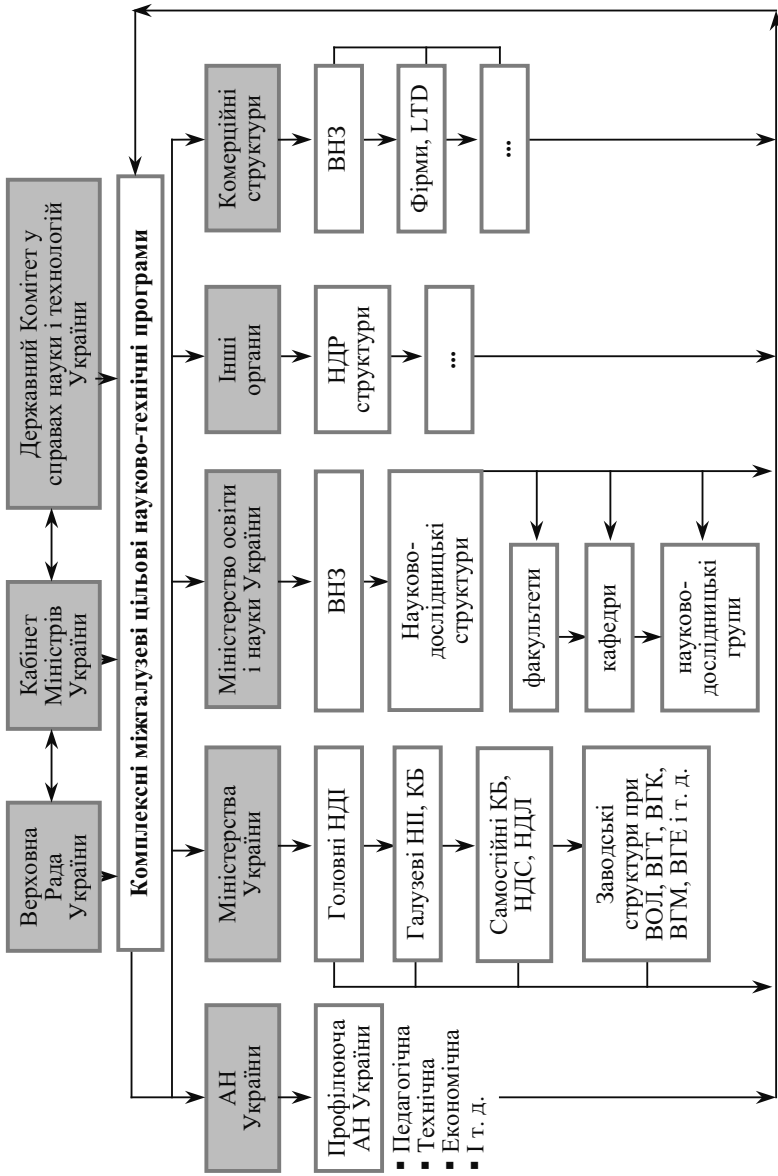 Верховна
Рада
України
Кабінет
Міністрів
України
Державний Комітет у
справах науки і технологій
України
Комплексні міжгалузеві цільові науково-технічні програми
АН
України
Міністерства
України
Міністерство освіти
і науки України
Інші
органи
Комерційні
структури
Профілююча
АН України
▪ Педагогічна
▪ Технічна
▪ Економічна
▪ І т. д.
Головні НДІ
Галузеві НІІ, КБ
Самостійні КБ,
НДС, НДЛ
Заводські
структури при
ВОЛ, ВГТ, ВГК,
ВГМ, ВГЕ і т. д.
ВНЗ
Науково-
дослідницькі
структури
факультети
кафедри
науково-
дослідницькі
групи
НДР
структури
...
ВНЗ
Фірми, LTD
...